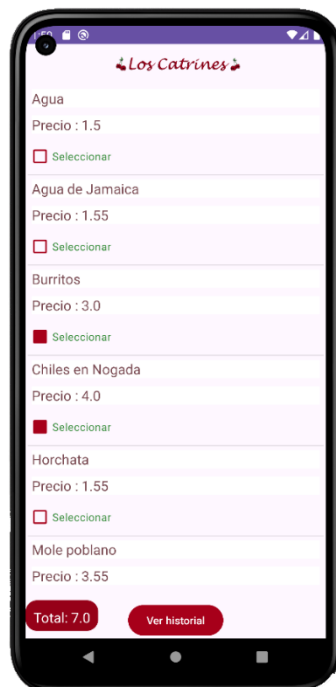 1:50
Los Catrines
Agua
Precio : 1.5
Seleccionar
Agua de Jamaica
Precio : 1.55
Seleccionar
Burritos
Precio : 3.0
Seleccionar
Chiles en Nogada
Precio : 4.0
Seleccionar
Horchata
Precio : 1.55
Seleccionar
Mole poblano
Precio : 3.55
Total: 7.0
Ver historial